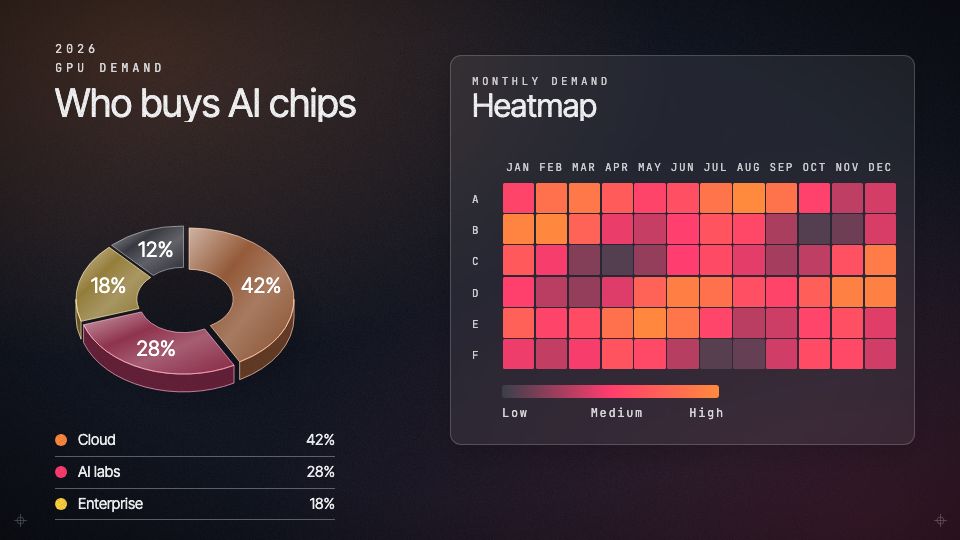 2026
GPU DEMAND
Who buys AI chips
12%
18%
42%
28%
Cloud 42%
AI labs 28%
Enterprise 18%
MONTHLY DEMAND
Heatmap
JAN FEB MAR APR MAY JUN JUL AUG SEP OCT NOV DEC
A
B
C
D
E
F
Low Medium High